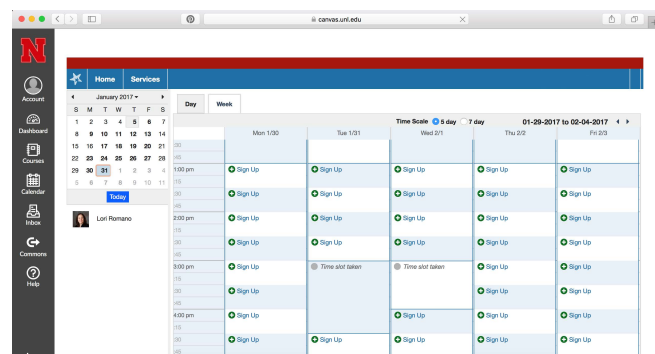 canvas.unl.edu
N
Home Services
Account
Dashboard
Courses
Calendar
Inbox
Commons
Help
January 2017
S M T W T F S
1 2 3 4 5 6 7
8 9 10 11 12 13 14
15 16 17 18 19 20 21
22 23 24 25 26 27 28
29 30 31 1 2 3 4
5 6 7 8 9 10 11
Today
Lori Romano
Day Week
Time Scale 5 day 7 day 01-29-2017 to 02-04-2017
Mon 1/30 Tue 1/31 Wed 2/1 Thu 2/2 Fri 2/3
:30
:45
1:00 pm Sign Up Sign Up Sign Up Sign Up Sign Up
:15
:30 Sign Up Sign Up Sign Up Sign Up Sign Up
:45
2:00 pm Sign Up Sign Up Sign Up Sign Up Sign Up
:15
:30 Sign Up Sign Up Sign Up Sign Up Sign Up
:45
3:00 pm Sign Up Time slot taken Time slot taken Sign Up Sign Up
:15
:30 Sign Up Sign Up Sign Up
:45
4:00 pm Sign Up Sign Up Sign Up Sign Up
:15
:30 Sign Up Sign Up Sign Up Sign Up Sign Up
:45